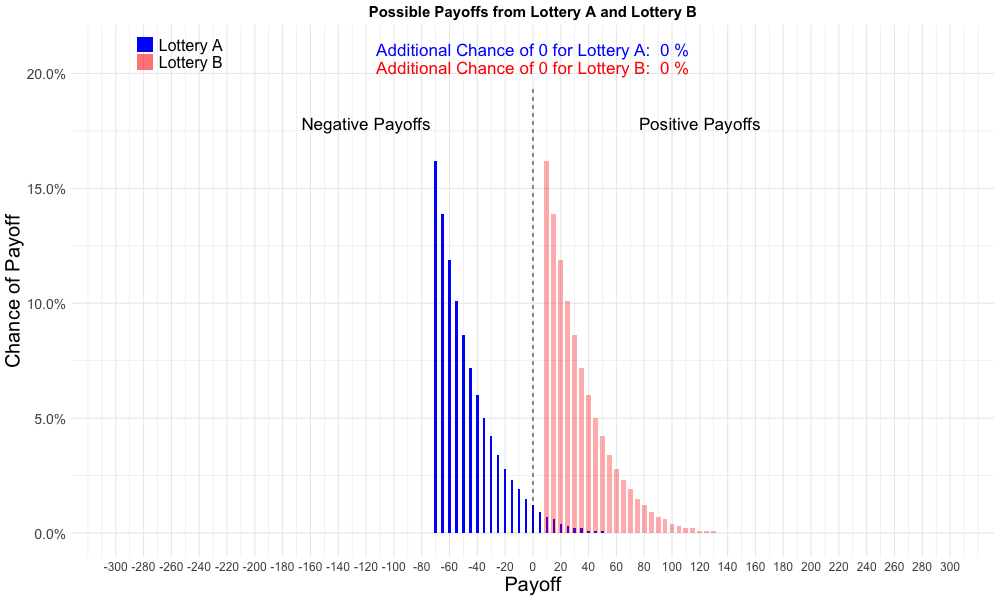 Possible Payoffs from Lottery A and Lottery B
Lottery A
Lottery B
Additional Chance of 0 for Lottery A:  0 %
Additional Chance of 0 for Lottery B:  0 %
Negative Payoffs
Positive Payoffs
Chance of Payoff
20.0%
15.0%
10.0%
5.0%
0.0%
-300 -280 -260 -240 -220 -200 -180 -160 -140 -120 -100 -80 -60 -40 -20 0 20 40 60 80 100 120 140 160 180 200 220 240 260 280 300
Payoff